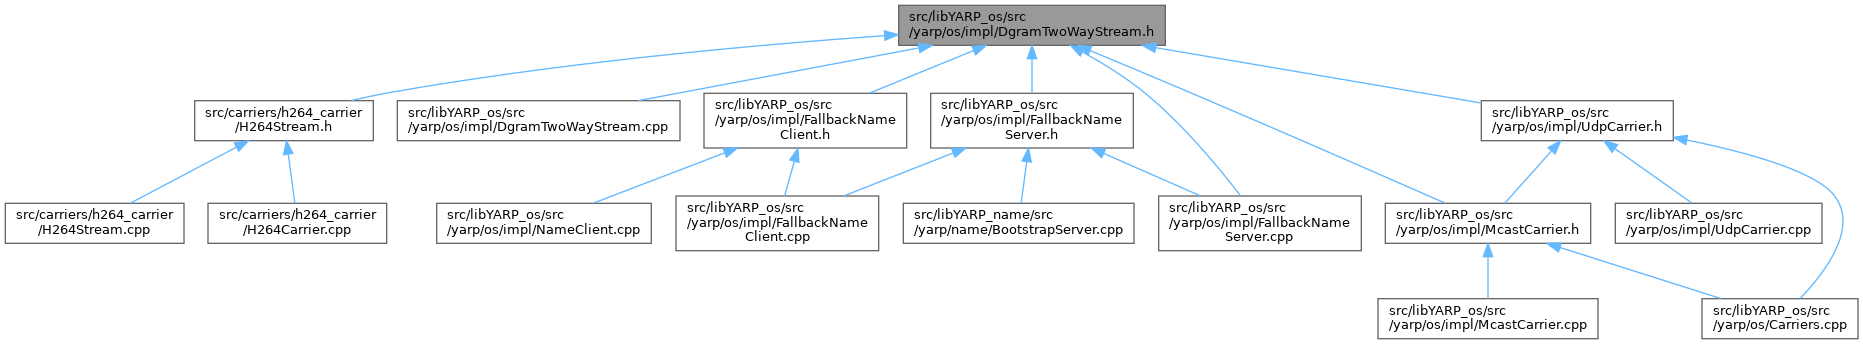 src/libYARP_os/src
/yarp/os/impl/DgramTwoWayStream.h
src/carriers/h264_carrier
/H264Stream.h
src/libYARP_os/src
/yarp/os/impl/DgramTwoWayStream.cpp
src/libYARP_os/src
/yarp/os/impl/FallbackName
Client.h
src/libYARP_os/src
/yarp/os/impl/FallbackName
Server.h
src/libYARP_os/src
/yarp/os/impl/UdpCarrier.h
src/carriers/h264_carrier
/H264Stream.cpp
src/carriers/h264_carrier
/H264Carrier.cpp
src/libYARP_os/src
/yarp/os/impl/NameClient.cpp
src/libYARP_os/src
/yarp/os/impl/FallbackName
Client.cpp
src/libYARP_name/src
/yarp/name/BootstrapServer.cpp
src/libYARP_os/src
/yarp/os/impl/FallbackName
Server.cpp
src/libYARP_os/src
/yarp/os/impl/McastCarrier.h
src/libYARP_os/src
/yarp/os/impl/UdpCarrier.cpp
src/libYARP_os/src
/yarp/os/impl/McastCarrier.cpp
src/libYARP_os/src
/yarp/os/Carriers.cpp